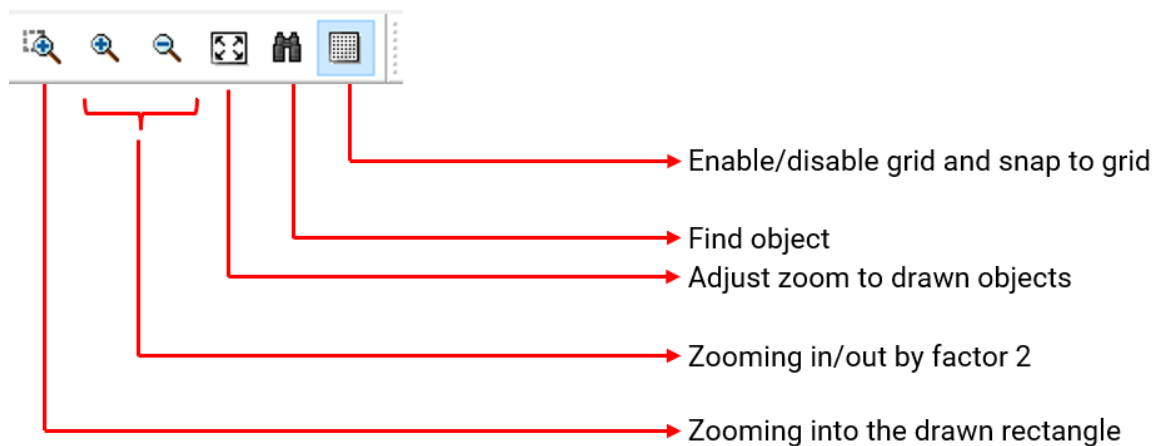 Enable/disable grid and snap to grid
Find object
Adjust zoom to drawn objects
Zooming in/out by factor 2
Zooming into the drawn rectangle